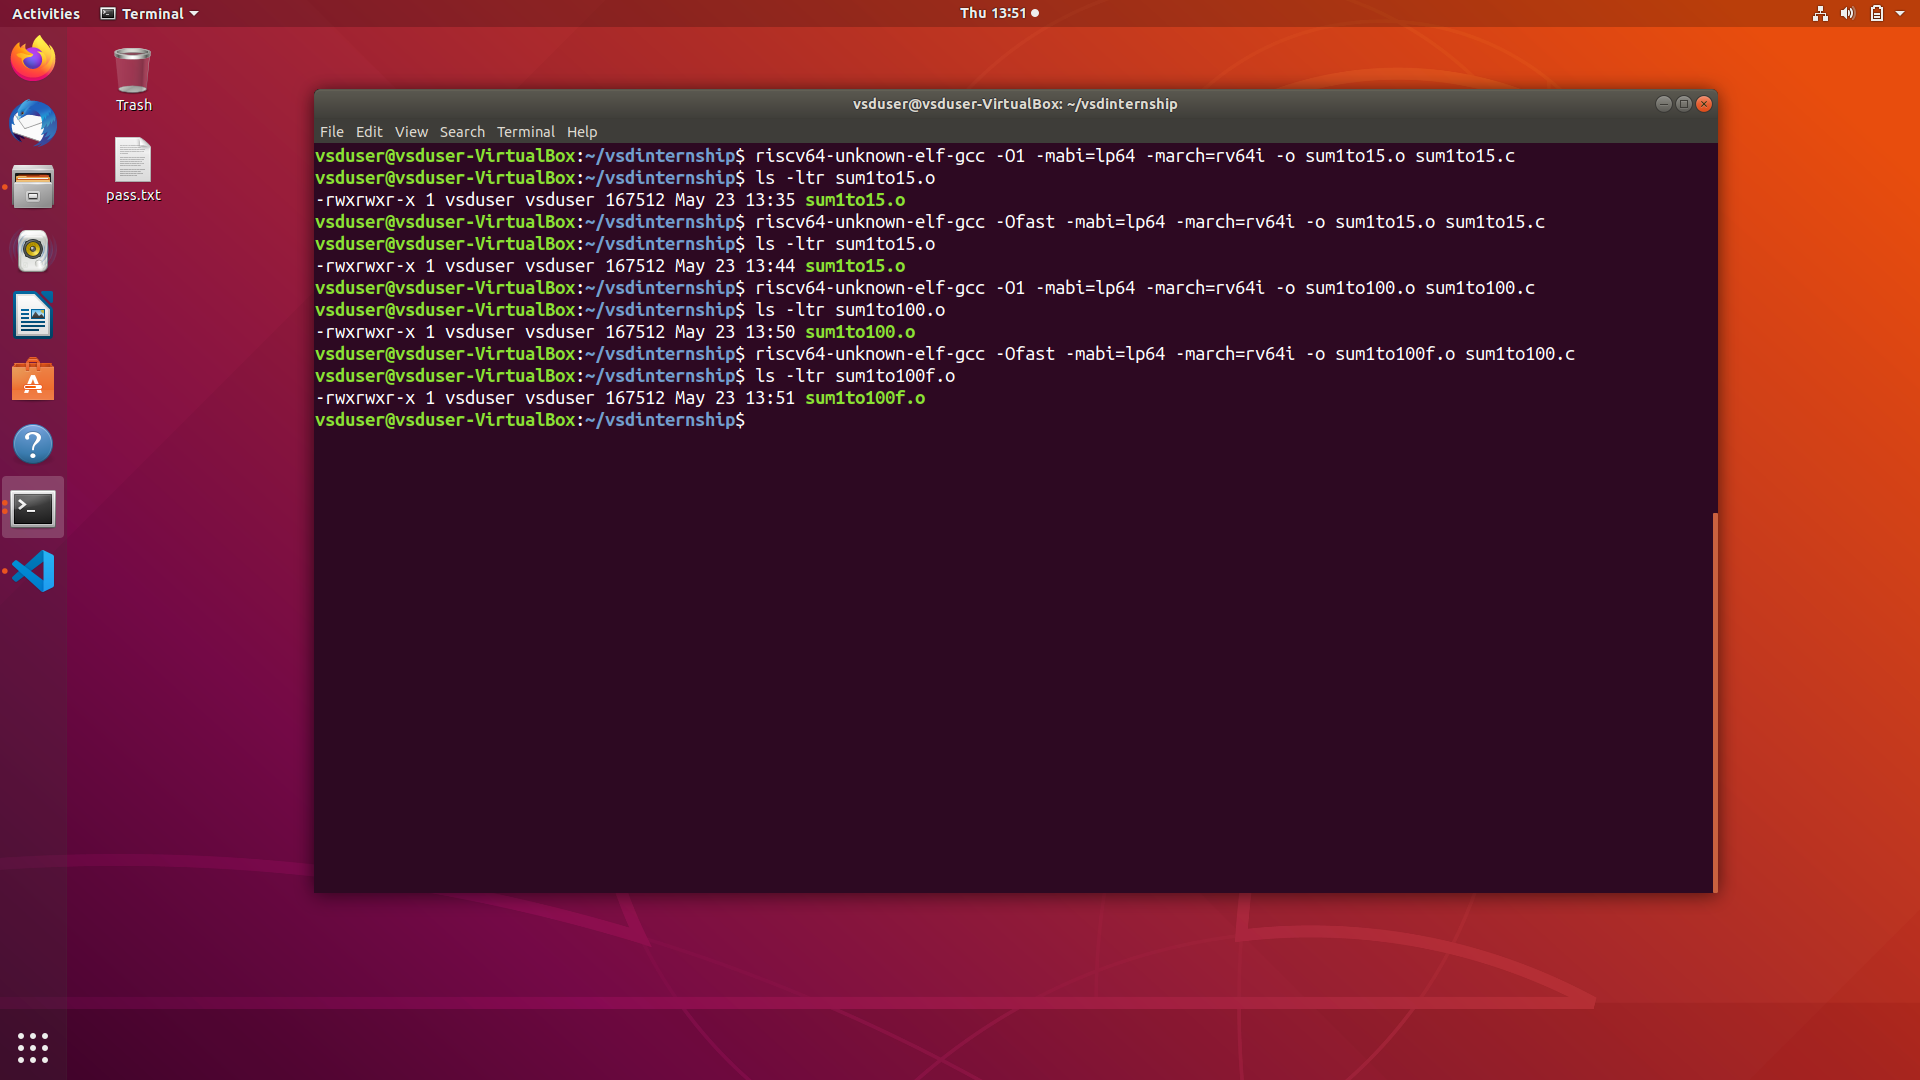 Activities Terminal Thu 13:51
Trash
pass.txt
vsduser@vsduser-VirtualBox: ~/vsdinternship
File Edit View Search Terminal Help
vsduser@vsduser-VirtualBox:~/vsdinternship$ riscv64-unknown-elf-gcc -O1 -mabi=lp64 -march=rv64i -o sum1to15.o sum1to15.c
vsduser@vsduser-VirtualBox:~/vsdinternship$ ls -ltr sum1to15.o
-rwxrwxr-x 1 vsduser vsduser 167512 May 23 13:35 sum1to15.o
vsduser@vsduser-VirtualBox:~/vsdinternship$ riscv64-unknown-elf-gcc -Ofast -mabi=lp64 -march=rv64i -o sum1to15.o sum1to15.c
vsduser@vsduser-VirtualBox:~/vsdinternship$ ls -ltr sum1to15.o
-rwxrwxr-x 1 vsduser vsduser 167512 May 23 13:44 sum1to15.o
vsduser@vsduser-VirtualBox:~/vsdinternship$ riscv64-unknown-elf-gcc -O1 -mabi=lp64 -march=rv64i -o sum1to100.o sum1to100.c
vsduser@vsduser-VirtualBox:~/vsdinternship$ ls -ltr sum1to100.o
-rwxrwxr-x 1 vsduser vsduser 167512 May 23 13:50 sum1to100.o
vsduser@vsduser-VirtualBox:~/vsdinternship$ riscv64-unknown-elf-gcc -Ofast -mabi=lp64 -march=rv64i -o sum1to100f.o sum1to100.c
vsduser@vsduser-VirtualBox:~/vsdinternship$ ls -ltr sum1to100f.o
-rwxrwxr-x 1 vsduser vsduser 167512 May 23 13:51 sum1to100f.o
vsduser@vsduser-VirtualBox:~/vsdinternship$